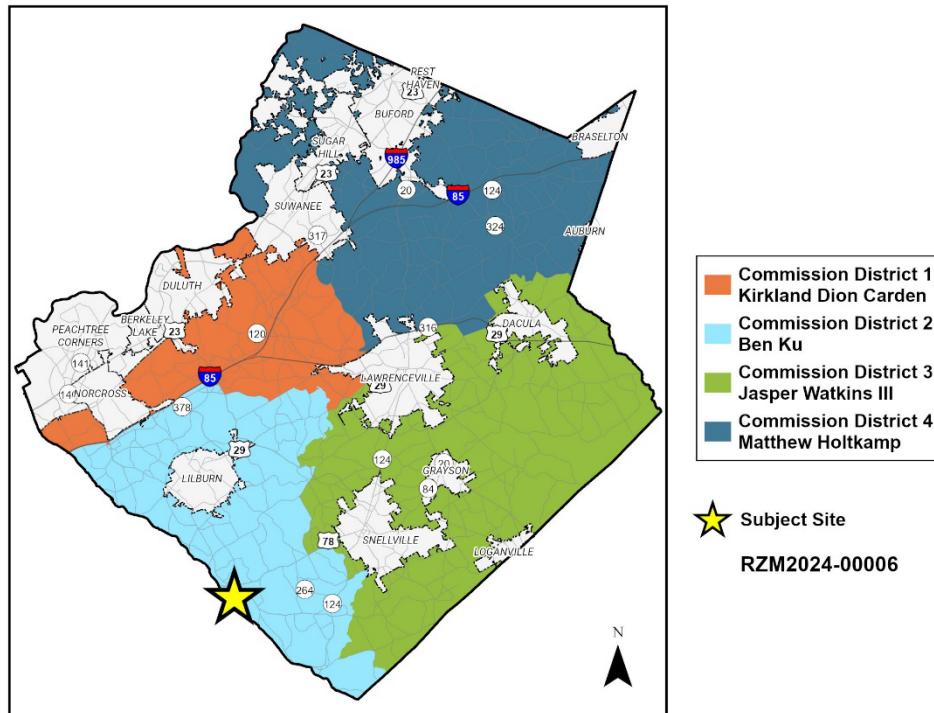 REST
HAVEN
23
BUFORD
BRASELTON
SUGAR
HILL
23
985
20
85
124
SUWANEE
324
AUBURN
317
DULUTH
BERKELEY
LAKE
PEACHTREE
CORNERS
23
120
316
DACULA
29
141
85
LAWRENCEVILLE
29
14
NORCROSS
378
29
LILBURN
124
20
GRAYSON
84
78
SNELLVILLE
LOGANVILLE
264
124
N
Commission District 1
Kirkland Dion Carden
Commission District 2
Ben Ku
Commission District 3
Jasper Watkins III
Commission District 4
Matthew Holtkamp
Subject Site
RZM2024-00006